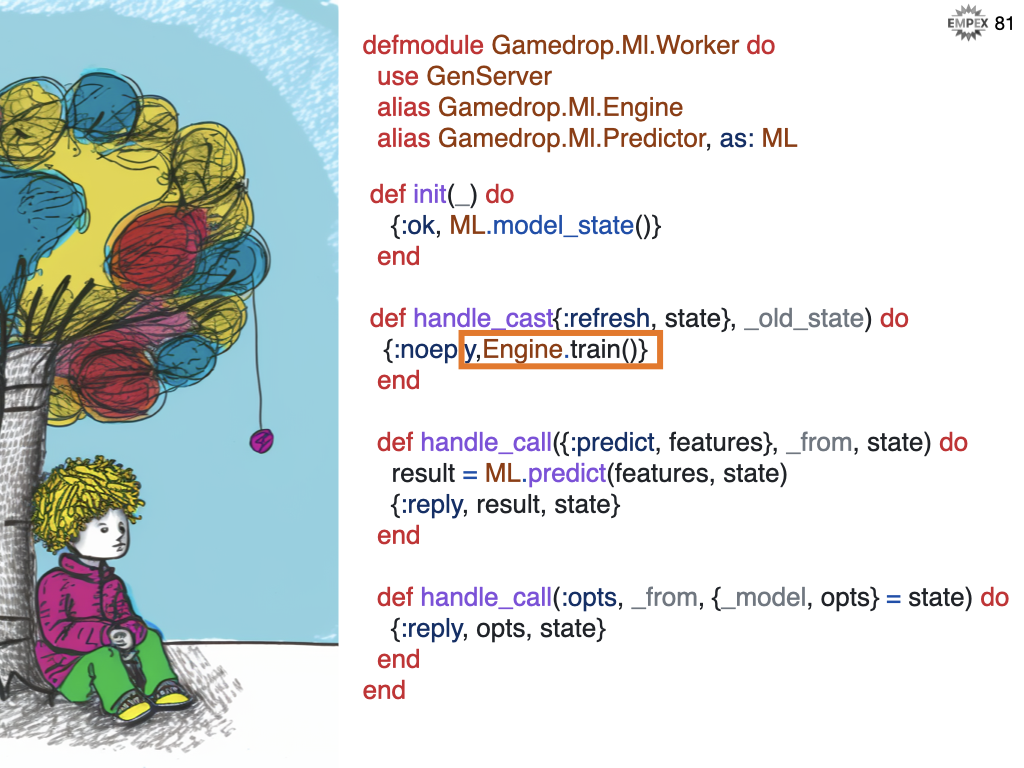 EMPEX 81
defmodule Gamedrop.Ml.Worker do
use GenServer
alias Gamedrop.Ml.Engine
alias Gamedrop.Ml.Predictor, as: ML
def init(_) do
{:ok, ML.model_state()}
end
def handle_cast{:refresh, state}, _old_state) do
{:noeply,Engine.train()}
end
def handle_call({:predict, features}, _from, state) do
result = ML.predict(features, state)
{:reply, result, state}
end
def handle_call(:opts, _from, {_model, opts} = state) do
{:reply, opts, state}
end
end